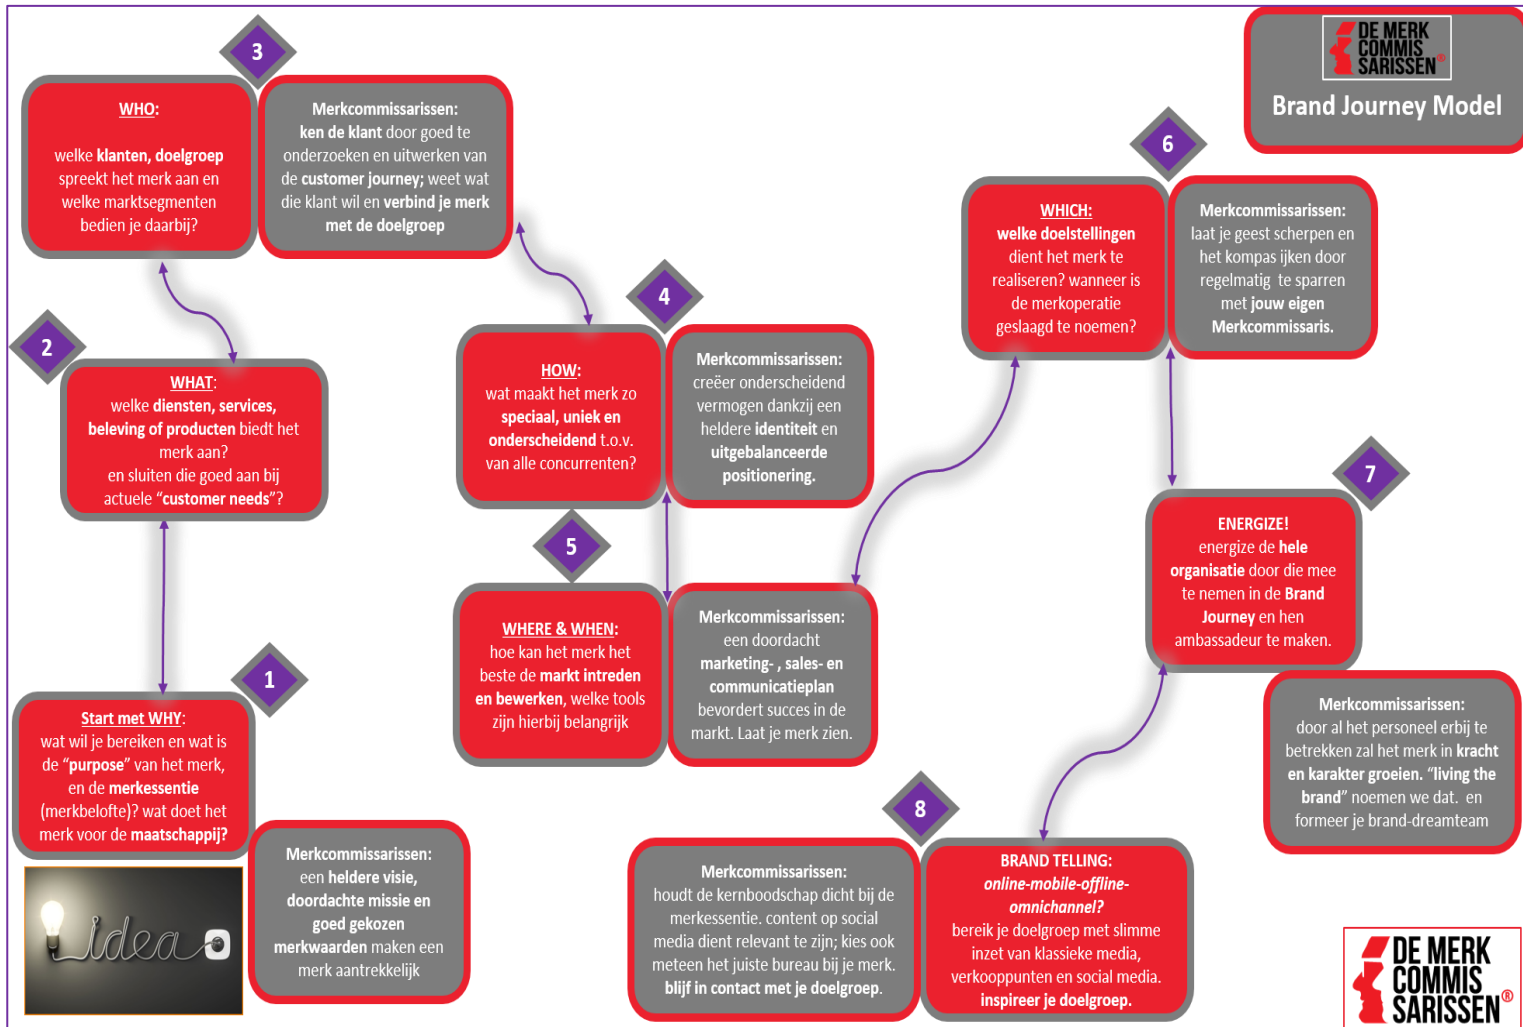 DE MERK
COMMIS
SARISSEN®
Brand Journey Model
3
WHO:
welke klanten, doelgroep
spreekt het merk aan en
welke marktsegmenten
bedien je daarbij?
Merkcommissarissen:
ken de klant door goed te
onderzoeken en uitwerken van
de customer journey; weet wat
die klant wil en verbind je merk
met de doelgroep
2
WHAT:
welke diensten, services,
beleving of producten biedt het
merk aan?
en sluiten die goed aan bij
actuele “customer needs”?
1
Start met WHY:
wat wil je bereiken en wat is
de “purpose” van het merk,
en de merkessentie
(merkbelofte)? wat doet het
merk voor de maatschappij?
Merkcommissarissen:
een heldere visie,
doordachte missie en
goed gekozen
merkwaarden maken een
merk aantrekkelijk
idea
4
HOW:
wat maakt het merk zo
speciaal, uniek en
onderscheidend t.o.v.
van alle concurrenten?
Merkcommissarissen:
creëer onderscheidend
vermogen dankzij een
heldere identiteit en
uitgebalanceerde
positionering.
5
WHERE & WHEN:
hoe kan het merk het
beste de markt intreden
en bewerken, welke tools
zijn hierbij belangrijk
Merkcommissarissen:
een doordacht
marketing- , sales- en
communicatieplan
bevordert succes in de
markt. Laat je merk zien.
6
WHICH:
welke doelstellingen
dient het merk te
realiseren? wanneer is
de merkoperatie
geslaagd te noemen?
Merkcommissarissen:
laat je geest scherpen en
het kompas ijken door
regelmatig te sparren
met jouw eigen
Merkcommissaris.
7
ENERGIZE!
energize de hele
organisatie door die mee
te nemen in de Brand
Journey en hen
ambassadeur te maken.
Merkcommissarissen:
door al het personeel erbij te
betrekken zal het merk in kracht
en karakter groeien. “living the
brand” noemen we dat. en
formeer je brand-dreamteam
8
Merkcommissarissen:
houdt de kernboodschap dicht bij de
merkessentie. content op social
media dient relevant te zijn; kies ook
meteen het juiste bureau bij je merk.
blijf in contact met je doelgroep.
BRAND TELLING:
online-mobile-offline-
omnichannel?
bereik je doelgroep met slimme
inzet van klassieke media,
verkooppunten en social media.
inspireer je doelgroep.
DE MERK
COMMIS
SARISSEN®